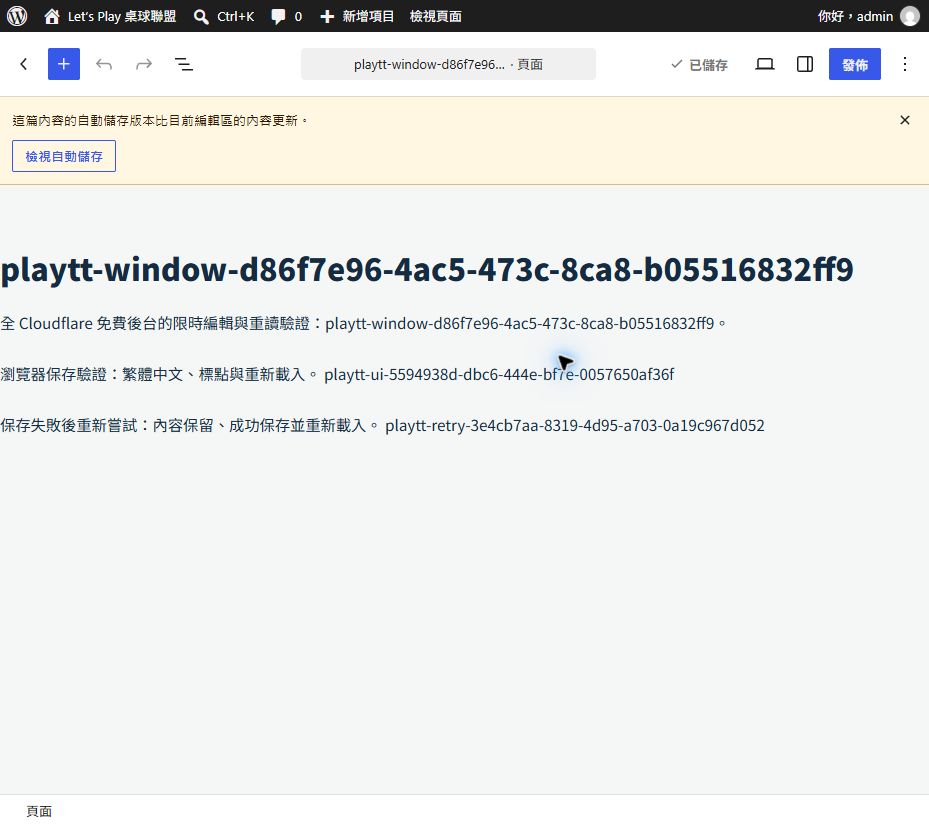 Let's Play 桌球聯盟 Ctrl+K 0 新增項目 檢視頁面 你好，admin
playtt-window-d86f7e96... · 頁面 已儲存 發佈
這篇內容的自動儲存版本比目前編輯區的內容更新。
檢視自動儲存
playtt-window-d86f7e96-4ac5-473c-8ca8-b05516832ff9
全 Cloudflare 免費後台的限時編輯與重讀驗證：playtt-window-d86f7e96-4ac5-473c-8ca8-b05516832ff9。
瀏覽器保存驗證：繁體中文、標點與重新載入。 playtt-ui-5594938d-dbc6-444e-bf7e-0057650af36f
保存失敗後重新嘗試：內容保留、成功保存並重新載入。 playtt-retry-3e4cb7aa-8319-4d95-a703-0a19c967d052
頁面